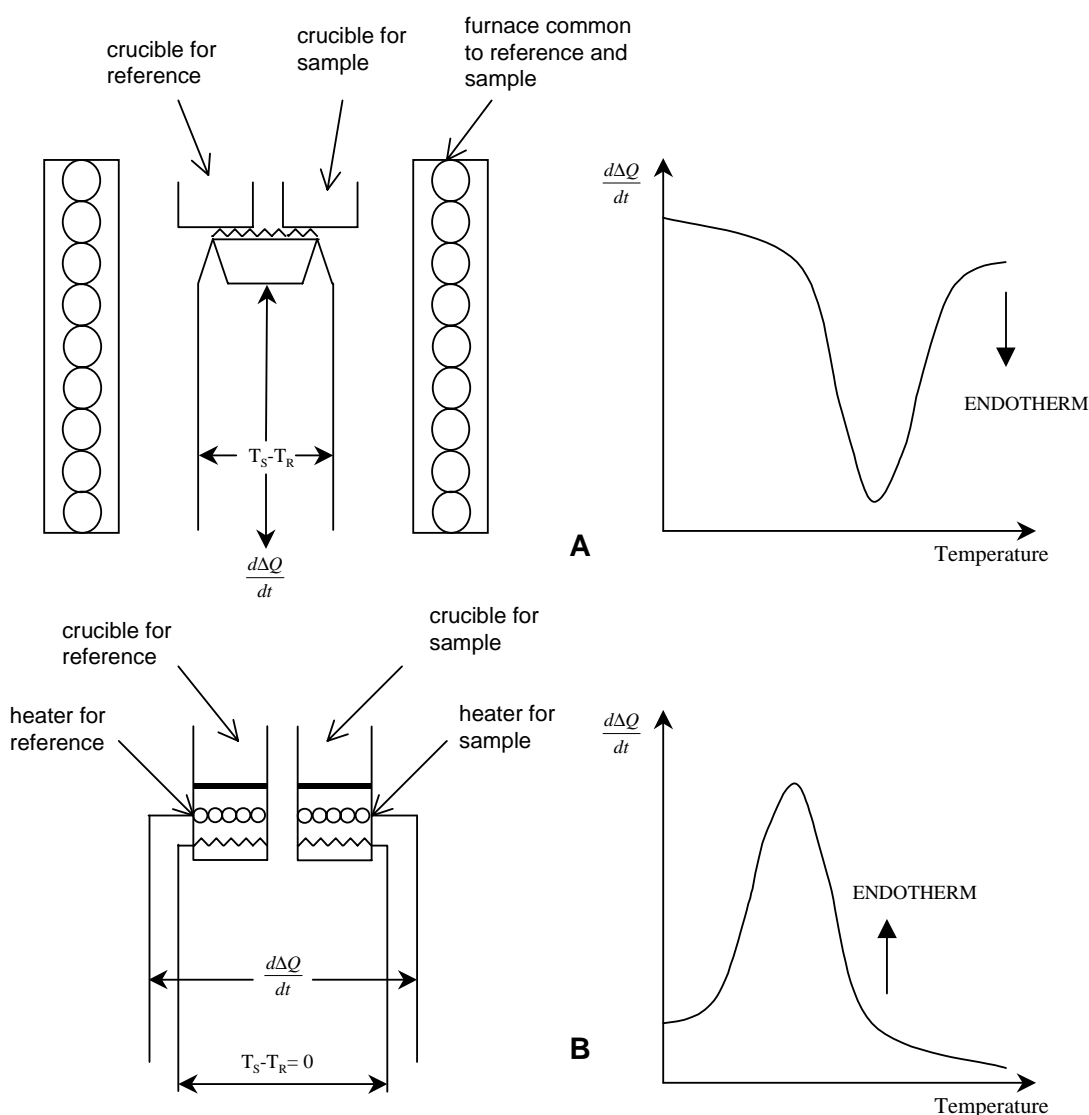 crucible for
reference
crucible for
sample
furnace common
to reference and
sample
dΔQ
dt
ENDOTHERM
T_S-T_R
A
Temperature
dΔQ
dt
crucible for
reference
crucible for
sample
heater for
reference
heater for
sample
dΔQ
dt
ENDOTHERM
dΔQ
dt
B
T_S-T_R= 0
Temperature